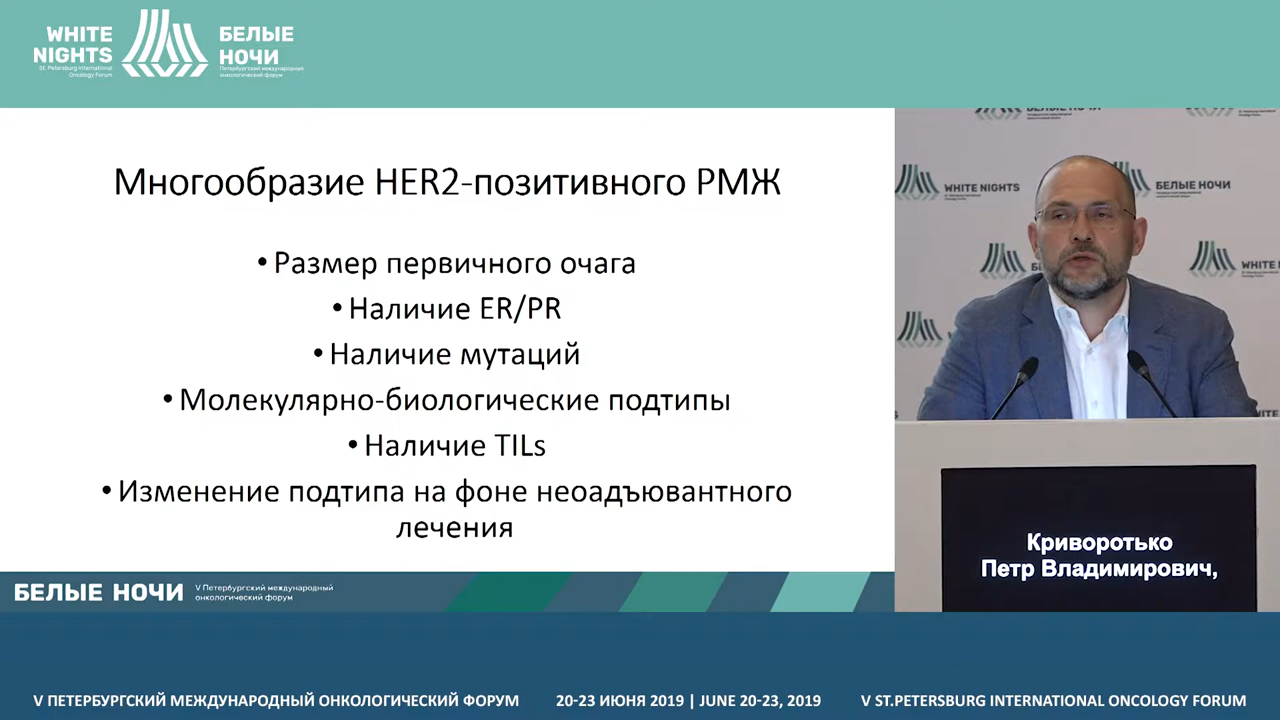 WHITE
NIGHTS
St. Petersburg International
Oncology Forum
БЕЛЫЕ
НОЧИ
Петербургский международный
онкологический форум
Многообразие HER2-позитивного РМЖ
• Размер первичного очага
• Наличие ER/PR
• Наличие мутаций
• Молекулярно-биологические подтипы
• Наличие TILs
• Изменение подтипа на фоне неоадъювантного
лечения
БЕЛЫЕ НОЧИ
V Петербургский международный
онкологический форум
БЕЛЫЕ НОЧИ
WHITE NIGHTS
БЕЛЫЕ НОЧИ
WHITE N
Криворотько
Петр Владимирович,
V ПЕТЕРБУРГСКИЙ МЕЖДУНАРОДНЫЙ ОНКОЛОГИЧЕСКИЙ ФОРУМ
20-23 ИЮНЯ 2019 | JUNE 20-23, 2019
V ST.PETERSBURG INTERNATIONAL ONCOLOGY FORUM